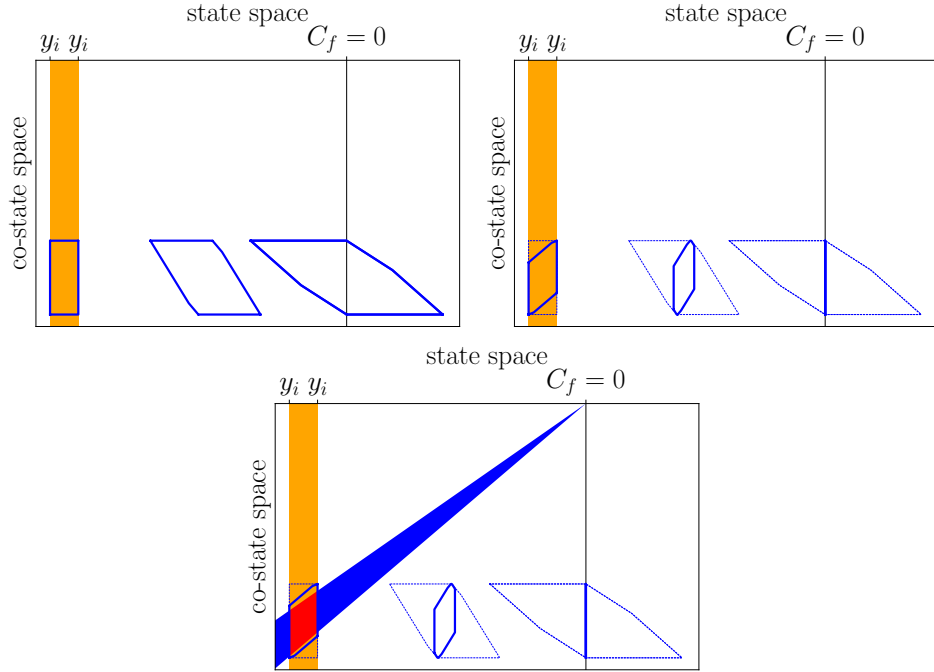 state space
$y_i$ $y_i$ $C_f = 0$
co-state space
state space
$y_i$ $y_i$ $C_f = 0$
co-state space
state space
$y_i$ $y_i$ $C_f = 0$
co-state space